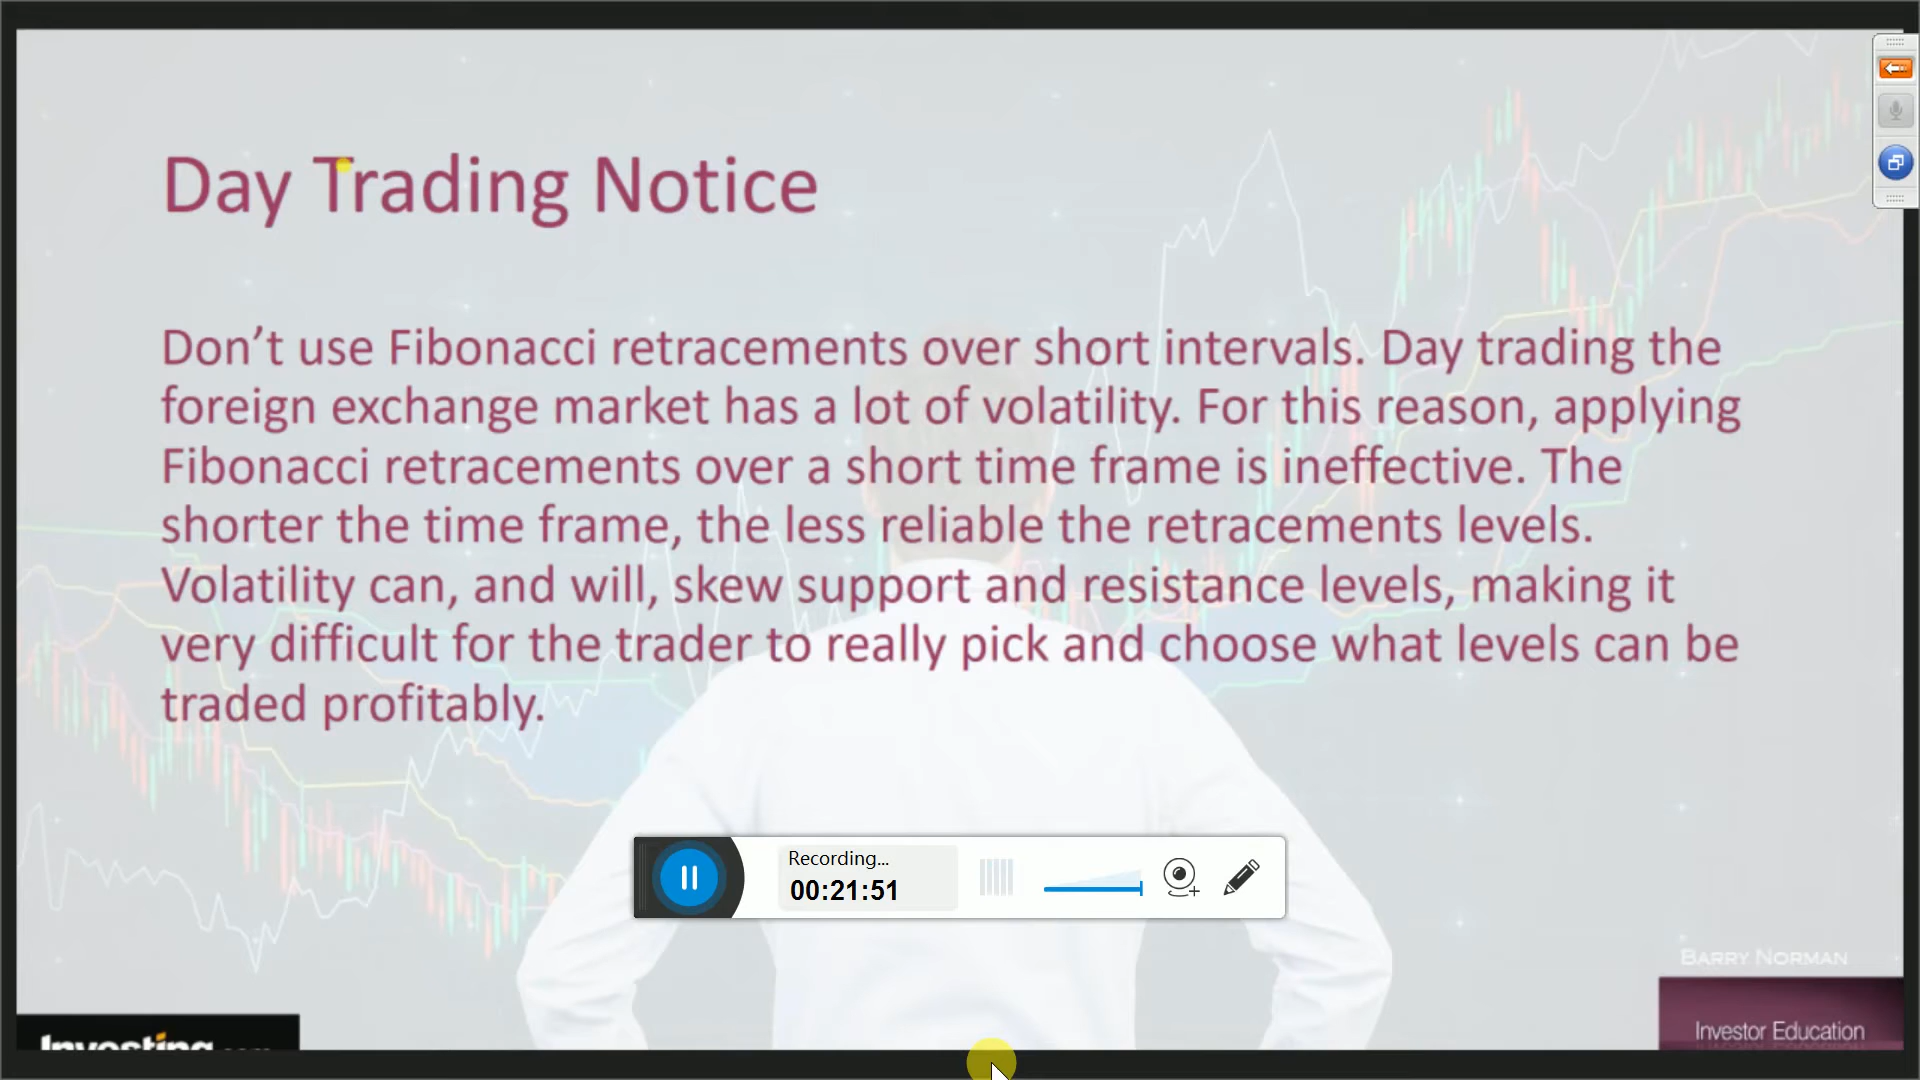 Day Trading Notice
Don’t use Fibonacci retracements over short intervals. Day trading the
foreign exchange market has a lot of volatility. For this reason, applying
Fibonacci retracements over a short time frame is ineffective. The
shorter the time frame, the less reliable the retracements levels.
Volatility can, and will, skew support and resistance levels, making it
very difficult for the trader to really pick and choose what levels can be
traded profitably.
Recording...
00:21:51
BARRY NORMAN
Investing.com
Investor Education